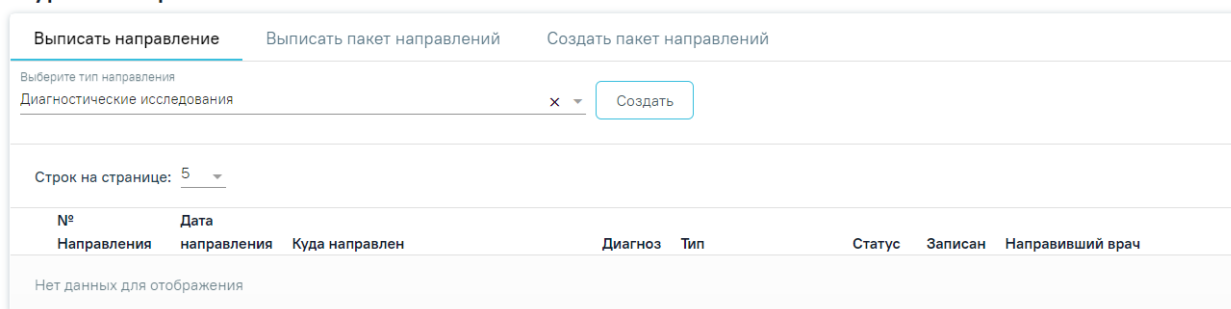 Выписать направление Выписать пакет направлений Создать пакет направлений
Выберите тип направления
Диагностические исследования
Создать
Строк на странице: 5
№ Направления Дата направления Куда направлен Диагноз Тип Статус Записан Направивший врач
Нет данных для отображения